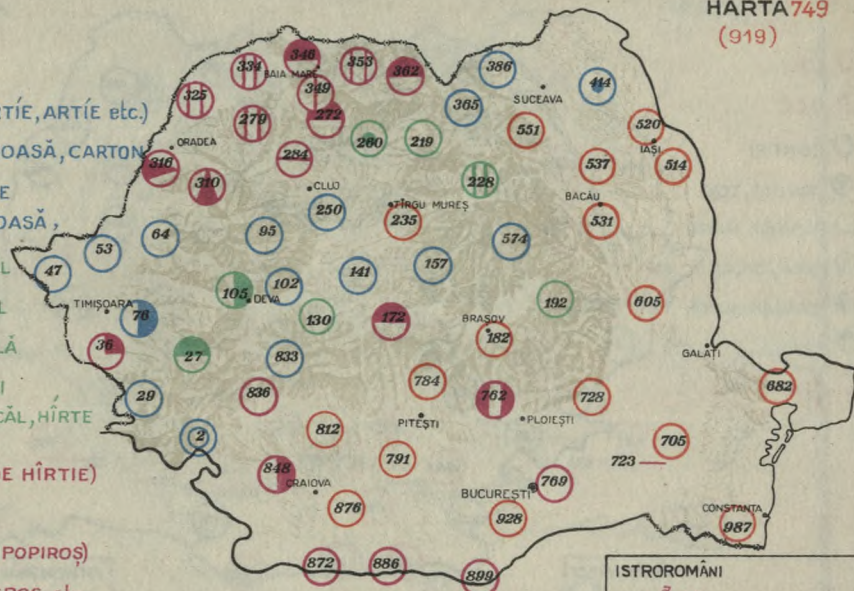 HARTA 749
(919)
TÍE, ARTÍE etc.)
OASĂ, CARTON
E
OASĂ,
L
L
LĂ
I
CĂL, HÎRTE
DE HÎRTIE)
POPIROȘ)
346
334
BAIA MARE
353
362
386
349
325
365
SUCEAVA
414
279
272
520
ORADEA
260
219
551
IAȘI
316
284
537
514
310
CLUJ
228
BACĂU
250
TÎRGU MUREȘ
235
531
64
95
574
53
47
141
157
105
102
DEVA
192
605
TIMIȘOARA
76
130
172
BRAȘOV
182
36
27
833
GALAȚI
784
682
29
836
762
728
PITEȘTI
PLOIEȘTI
2
812
705
791
723
848
CRAIOVA
769
BUCUREȘTI
876
928
CONSTANȚA
987
872
886
899
ISTROROMÂNI